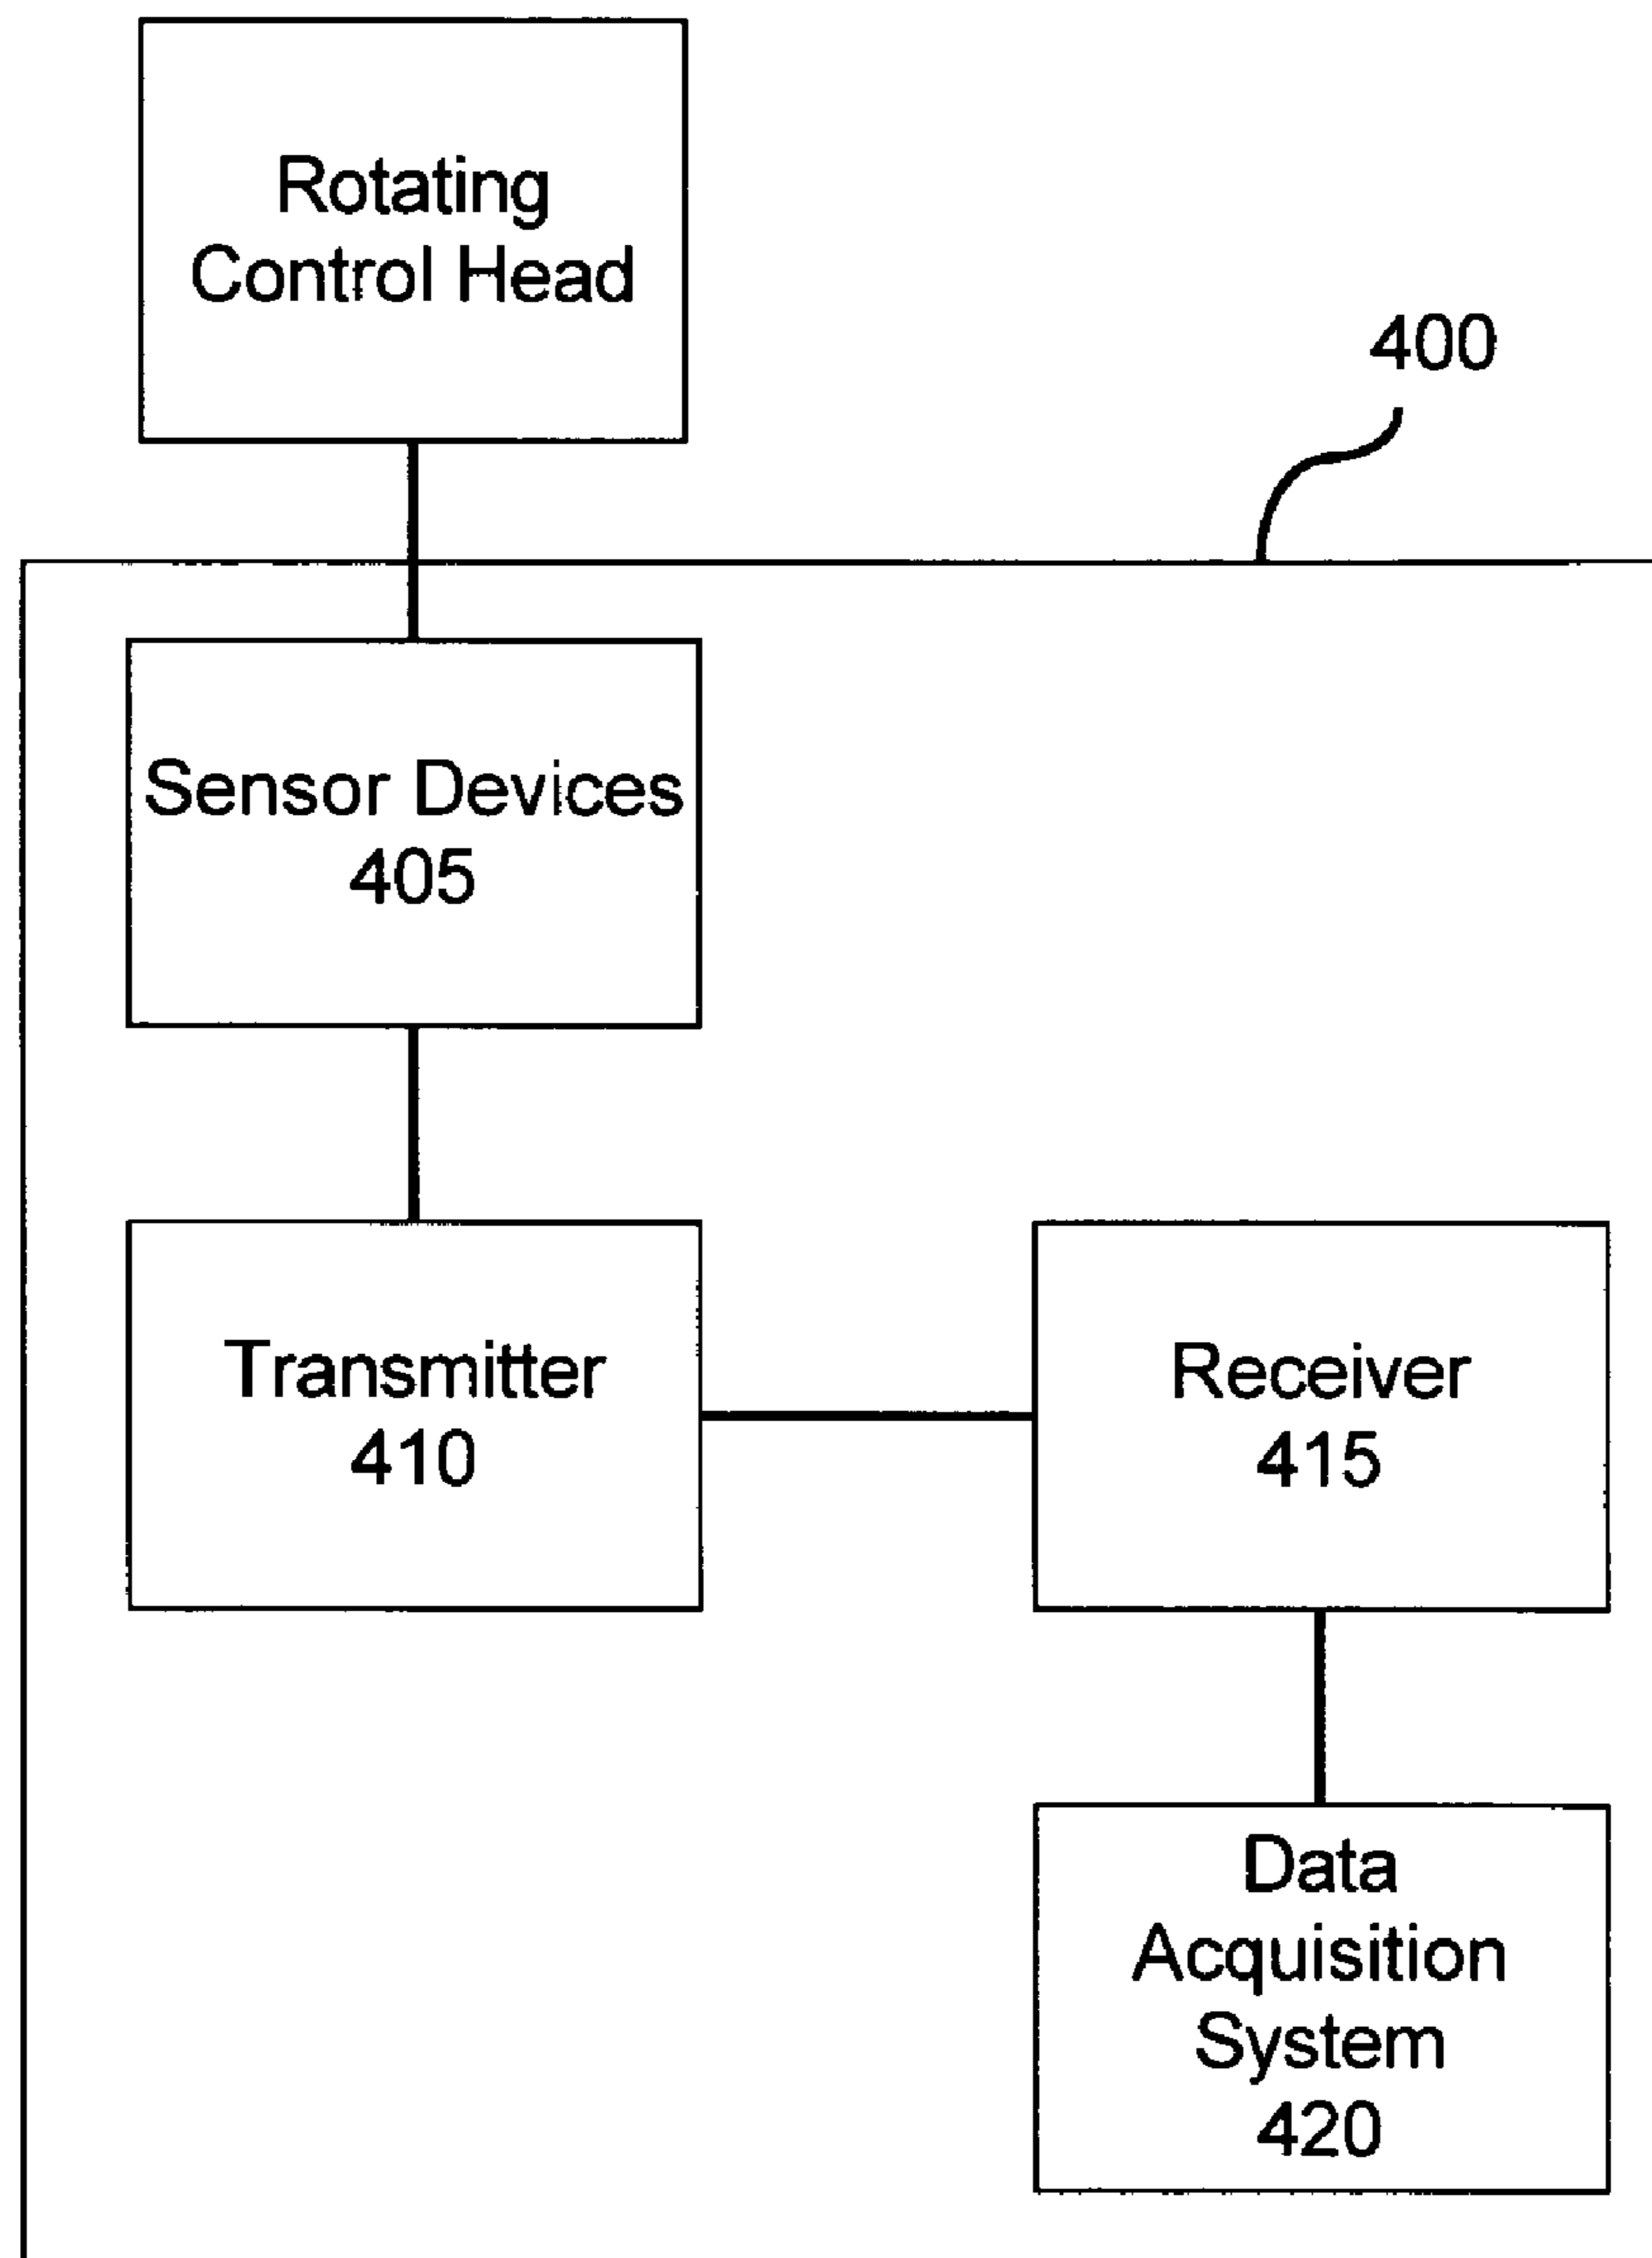 Rotating
Control Head
400
Sensor Devices
405
Transmitter
410
Receiver
415
Data
Acquisition
System
420